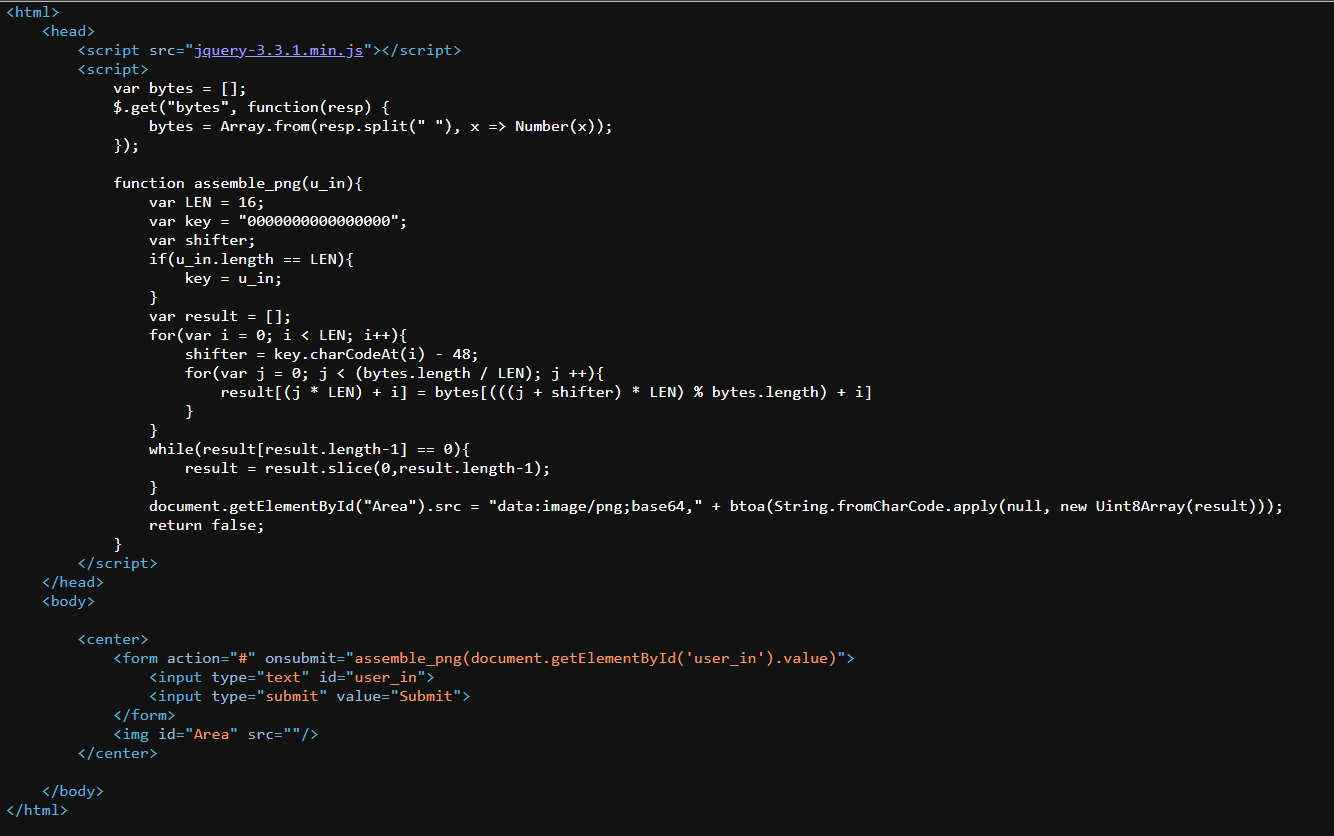 <html>
<head>
<script src="jquery-3.3.1.min.js"></script>
<script>
var bytes = [];
$.get("bytes", function(resp) {
bytes = Array.from(resp.split(" "), x => Number(x));
});
function assemble_png(u_in){
var LEN = 16;
var key = "0000000000000000";
var shifter;
if(u_in.length == LEN){
key = u_in;
}
var result = [];
for(var i = 0; i < LEN; i++){
shifter = key.charCodeAt(i) - 48;
for(var j = 0; j < (bytes.length / LEN); j ++){
result[(j * LEN) + i] = bytes[(((j + shifter) * LEN) % bytes.length) + i]
}
}
while(result[result.length-1] == 0){
result = result.slice(0,result.length-1);
}
document.getElementById("Area").src = "data:image/png;base64," + btoa(String.fromCharCode.apply(null, new Uint8Array(result)));
return false;
}
</script>
</head>
<body>
<center>
<form action="#" onsubmit="assemble_png(document.getElementById('user_in').value)">
<input type="text" id="user_in">
<input type="submit" value="Submit">
</form>
<img id="Area" src=""/>
</center>
</body>
</html>